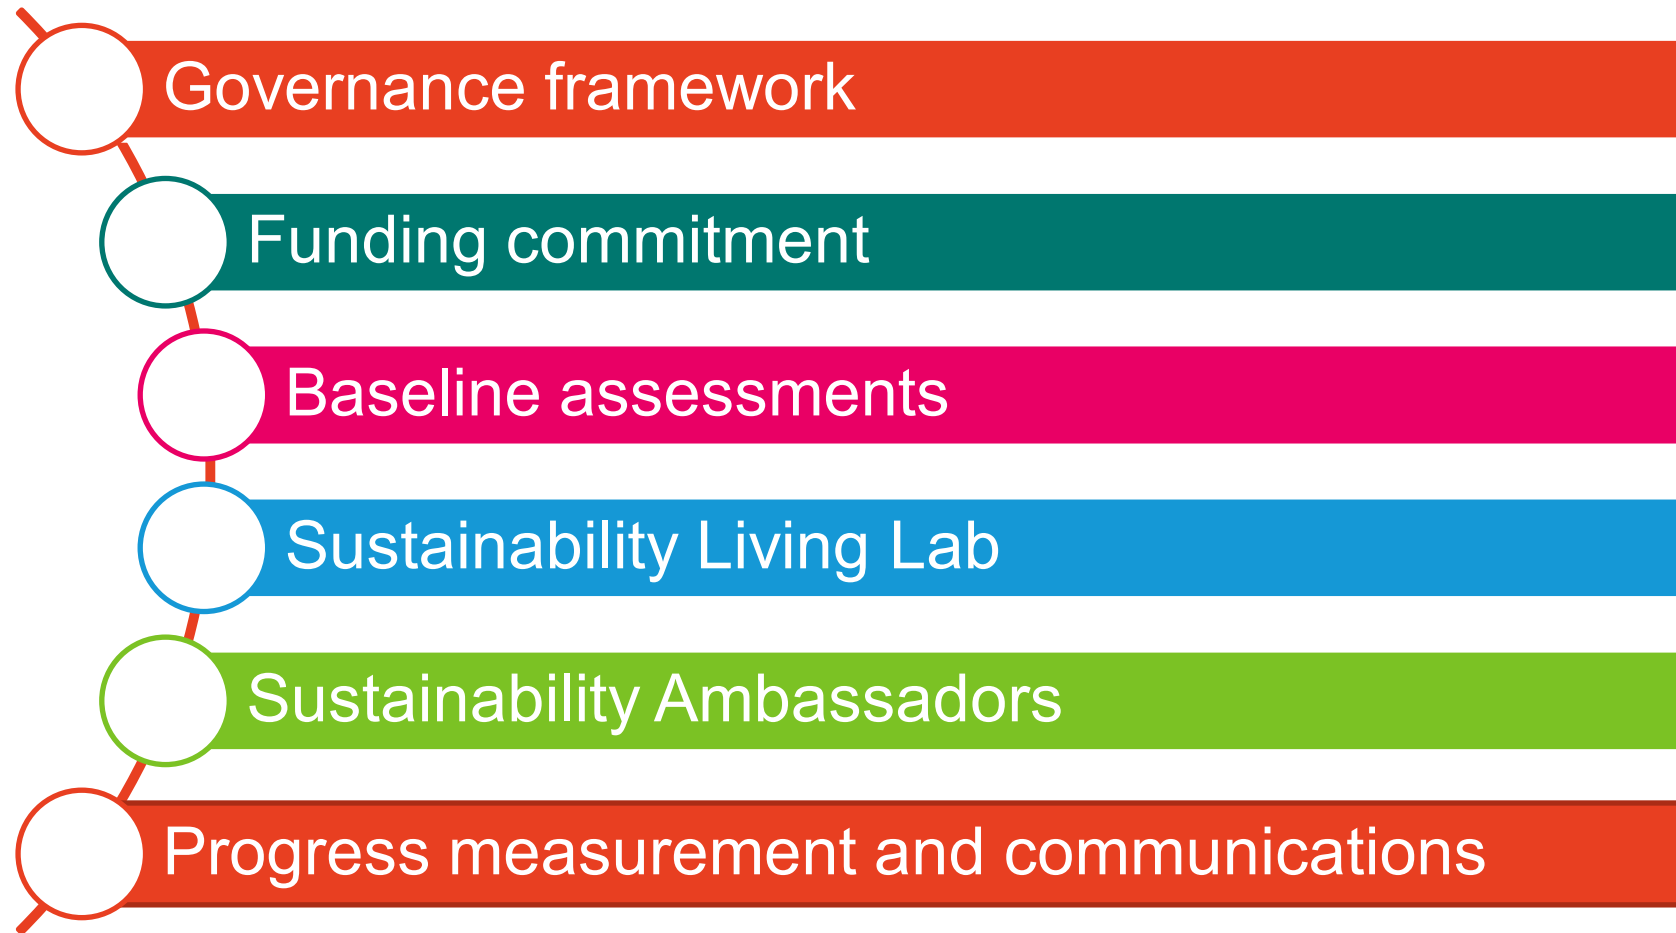 Governance framework
Funding commitment
Baseline assessments
Sustainability Living Lab
Sustainability Ambassadors
Progress measurement and communications